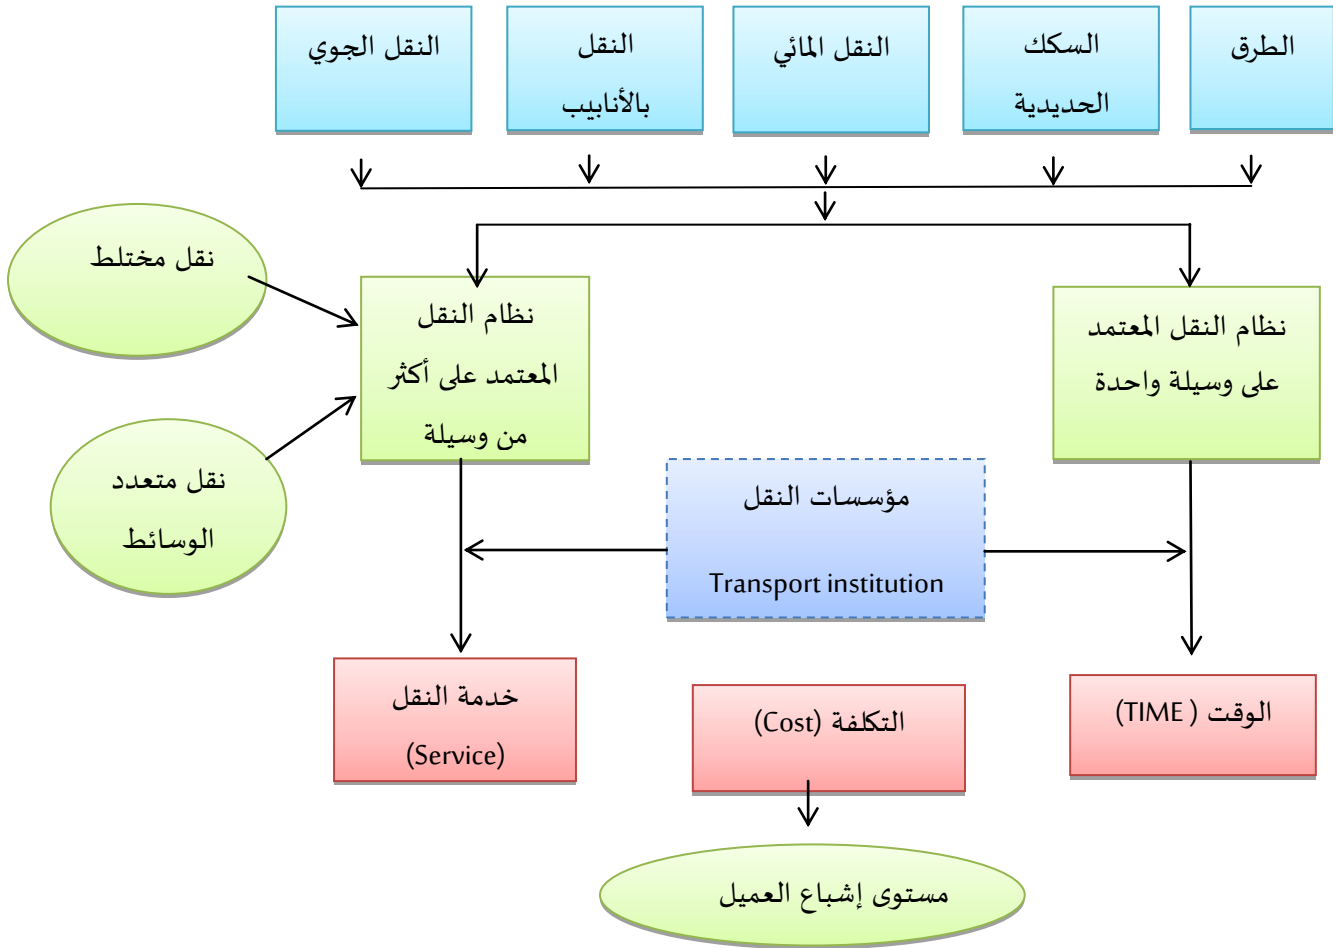 الطرق
السكك
الحديدية
النقل المائي
النقل
بالأنابيب
النقل الجوي
نقل مختلط
نظام النقل
المعتمد على أكثر
من وسيلة
نظام النقل المعتمد
على وسيلة واحدة
نقل متعدد
الوسائط
مؤسسات النقل
Transport institution
الوقت ( TIME)
التكلفة (Cost)
خدمة النقل
(Service)
مستوى إشباع العميل